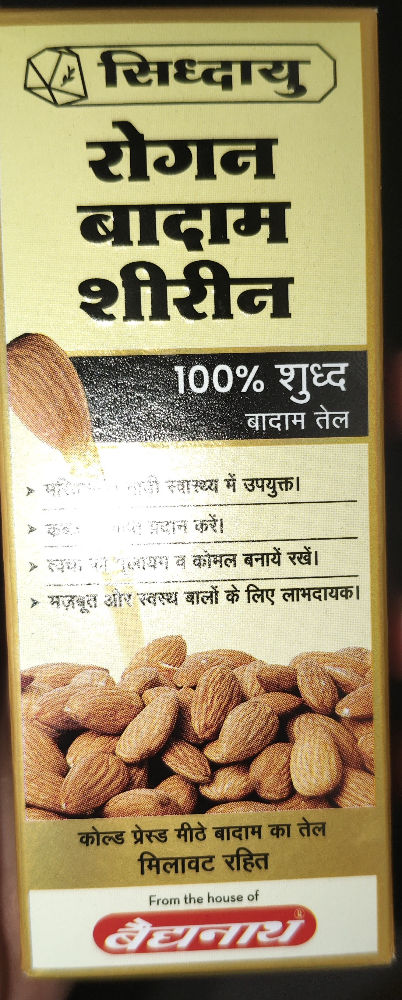 सिध्दायु
रोगन
बादाम
शीरीन
100% शुध्द
बादाम तेल
स्वास्थ्य में उपयुक्त।
प्रदान करें।
त्वचा को मुलायम व कोमल बनायें रखें।
मज़बूत और स्वस्थ बालों के लिए लाभदायक।
कोल्ड प्रेस्ड मीठे बादाम का तेल
मिलावट रहित
From the house of
बैद्यनाथ®